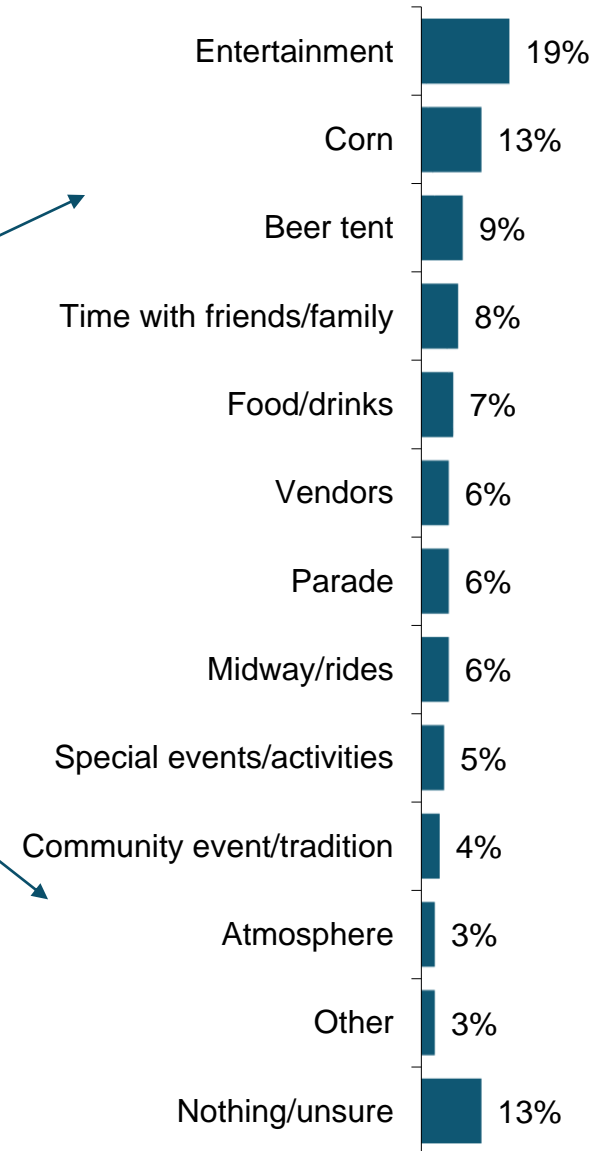 Entertainment 19%
Corn 13%
Beer tent 9%
Time with friends/family 8%
Food/drinks 7%
Vendors 6%
Parade 6%
Midway/rides 6%
Special events/activities 5%
Community event/tradition 4%
Atmosphere 3%
Other 3%
Nothing/unsure 13%